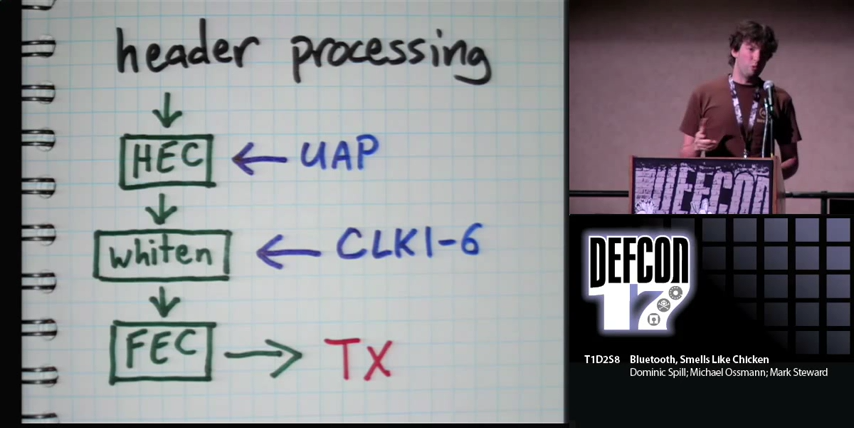 header processing
HEC
UAP
whiten
CLK1-6
FEC
TX
DEFCON
DEFCON
17
T1D2S8 Bluetooth, Smells Like Chicken
Dominic Spill; Michael Ossmann; Mark Steward